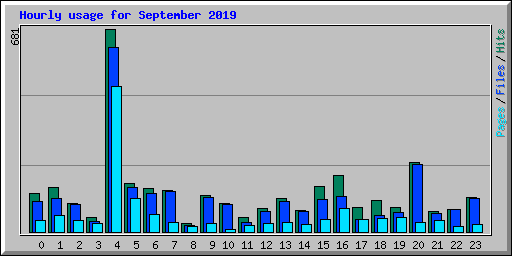 Hourly usage for September 2019
681
Pages / Files / Hits
0 1 2 3 4 5 6 7 8 9 10 11 12 13 14 15 16 17 18 19 20 21 22 23